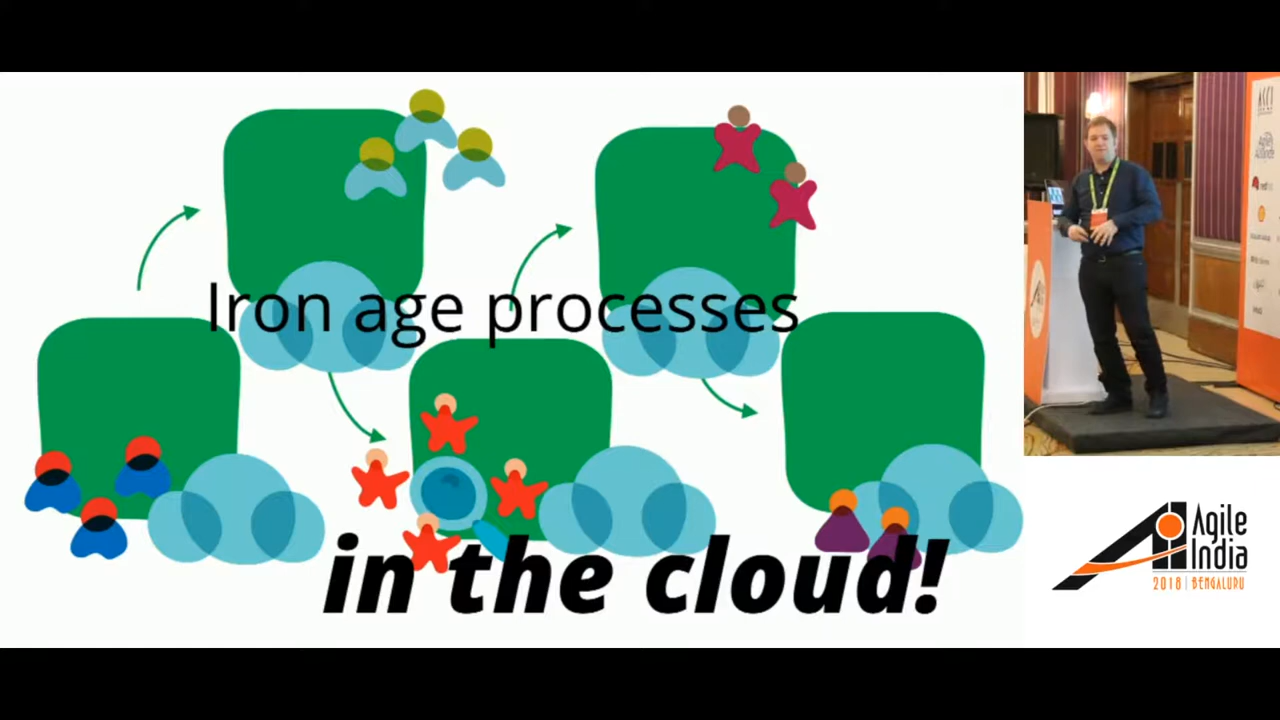 Iron age processes
in the cloud!
Agile
India
2018 | BENGALURU